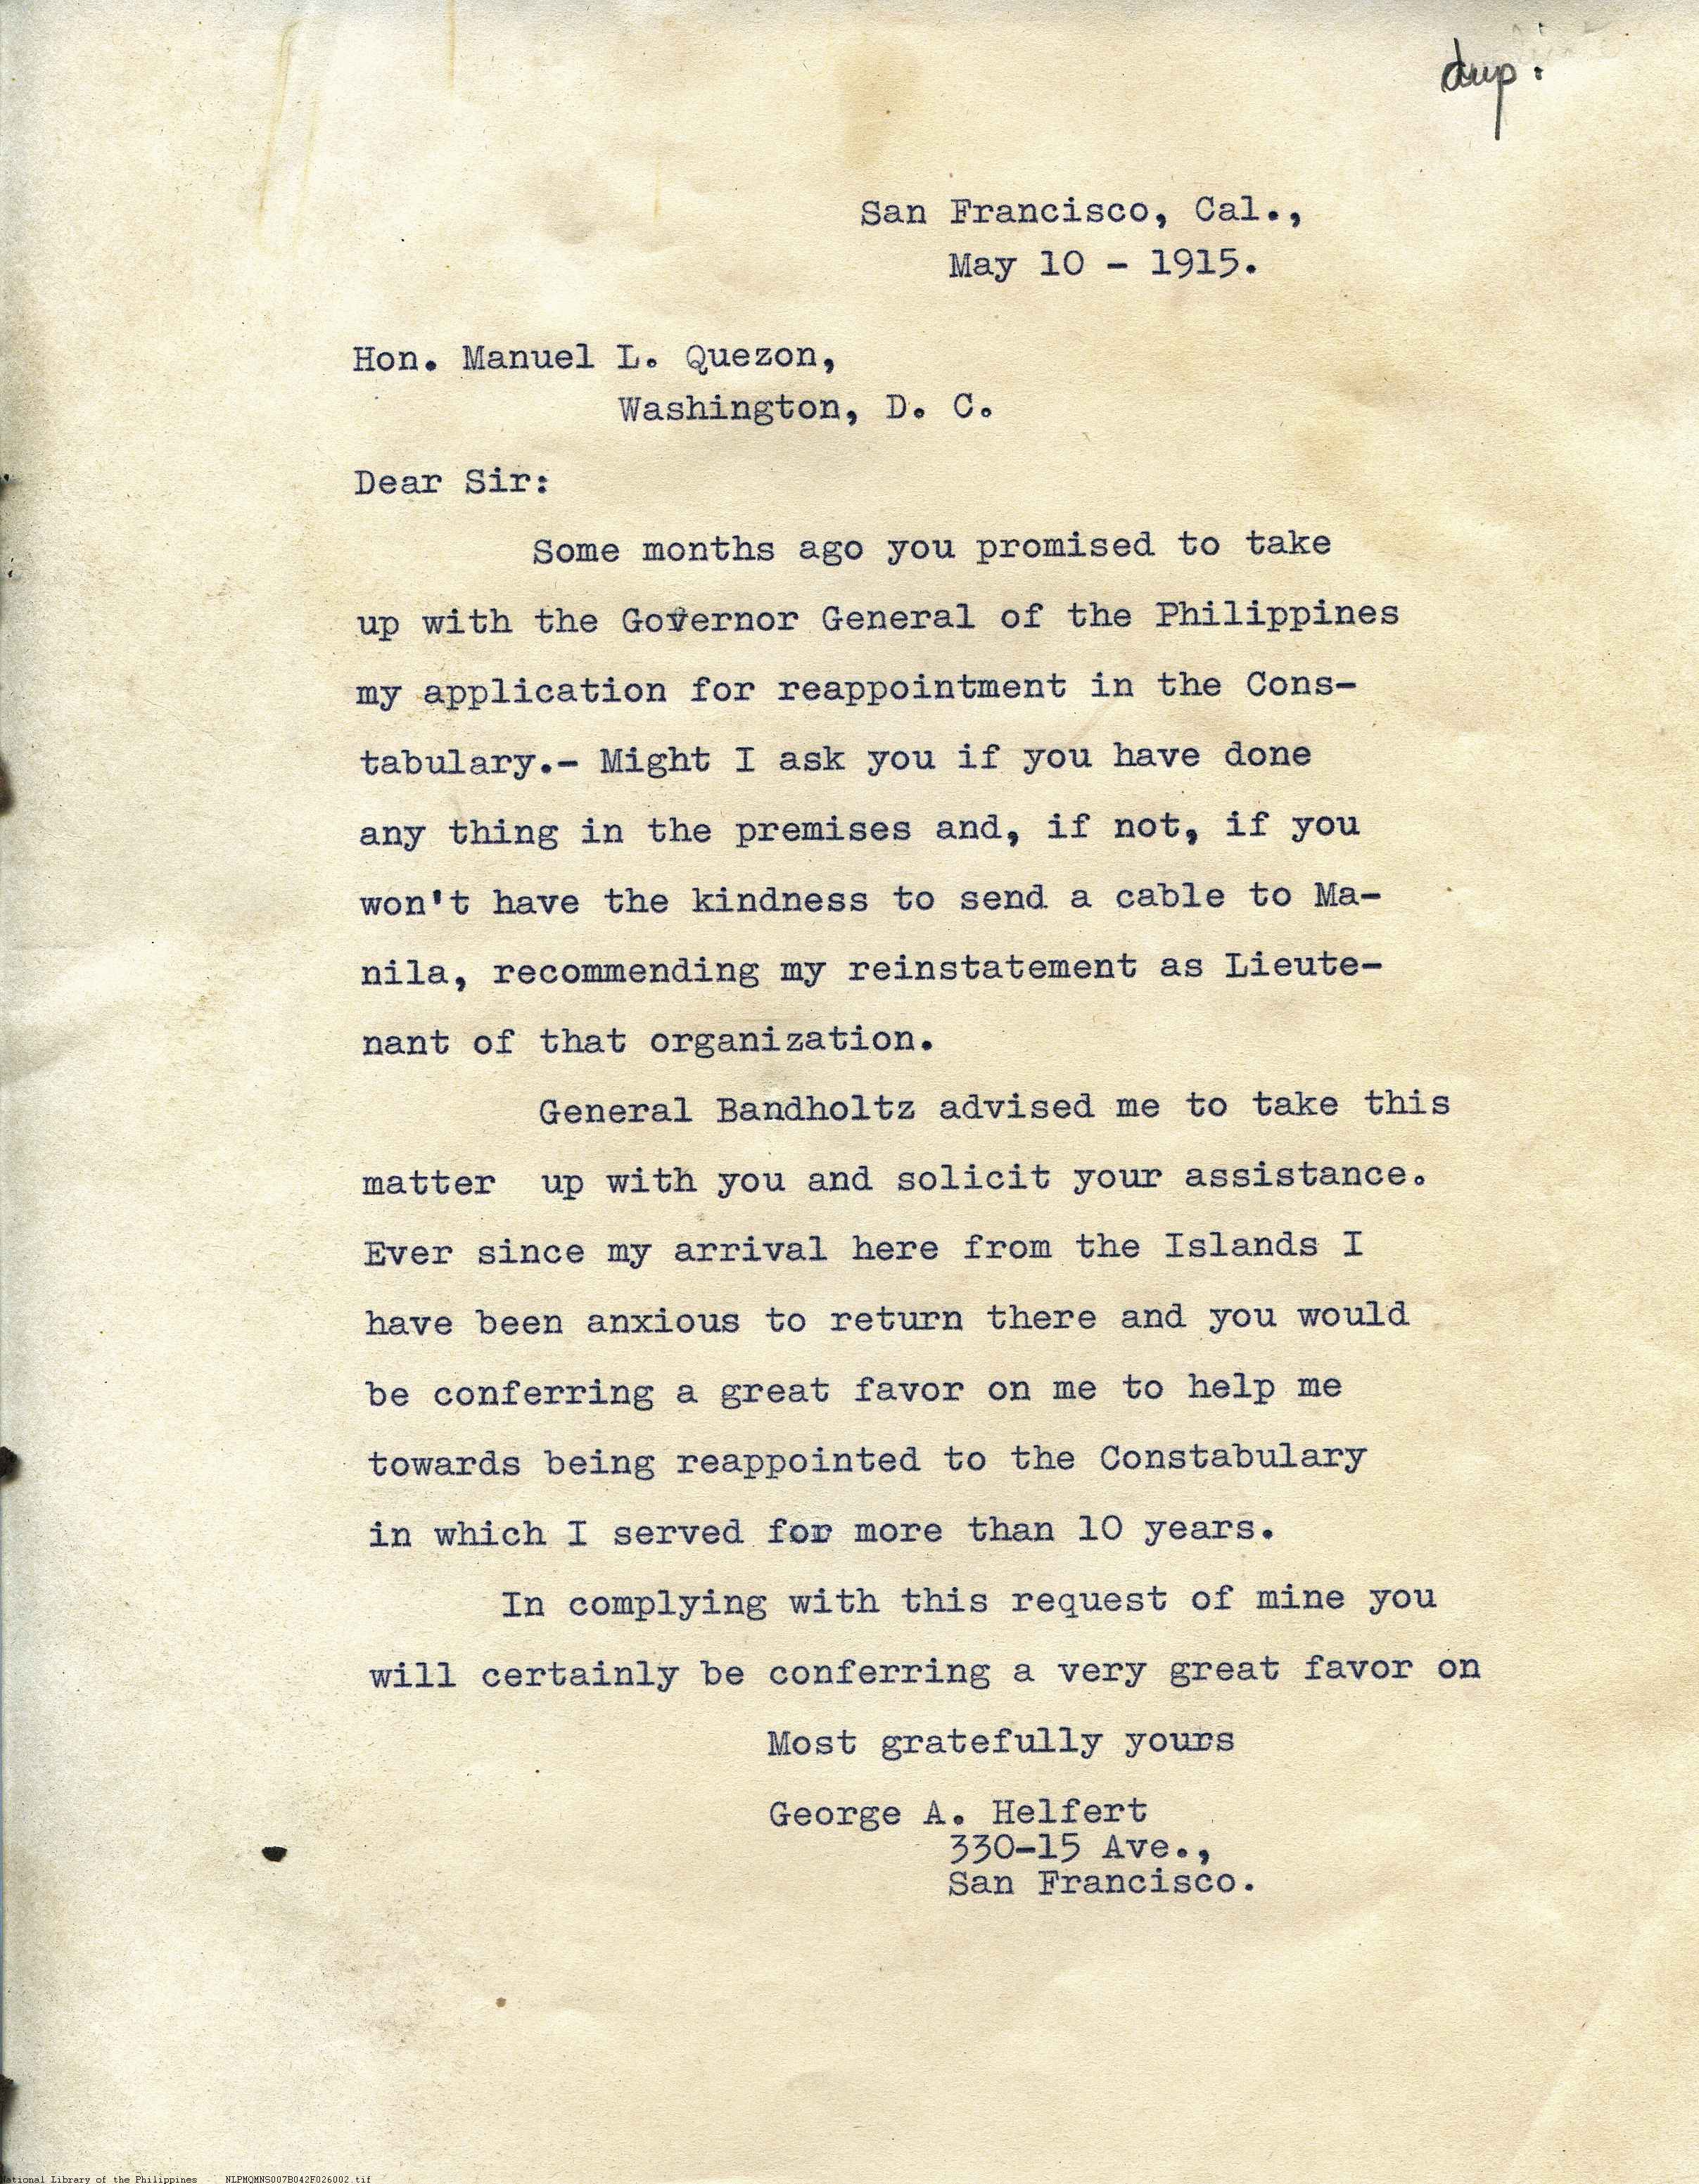 dup.
San Francisco, Cal.,
May 10 - 1915.
Hon. Manuel L. Quezon,
Washington, D. C.
Dear Sir:
Some months ago you promised to take
up with the Governor General of the Philippines
my application for reappointment in the Cons-
tabulary.- Might I ask you if you have done
any thing in the premises and, if not, if you
won't have the kindness to send a cable to Ma-
nila, recommending my reinstatement as Lieute-
nant of that organization.
General Bandholtz advised me to take this
matter up with you and solicit your assistance.
Ever since my arrival here from the Islands I
have been anxious to return there and you would
be conferring a great favor on me to help me
towards being reappointed to the Constabulary
in which I served for more than 10 years.
In complying with this request of mine you
will certainly be conferring a very great favor on
Most gratefully yours
George A. Helfert
330-15 Ave.,
San Francisco.
National Library of the Philippines NLPMQMNS007B042F026002.tif